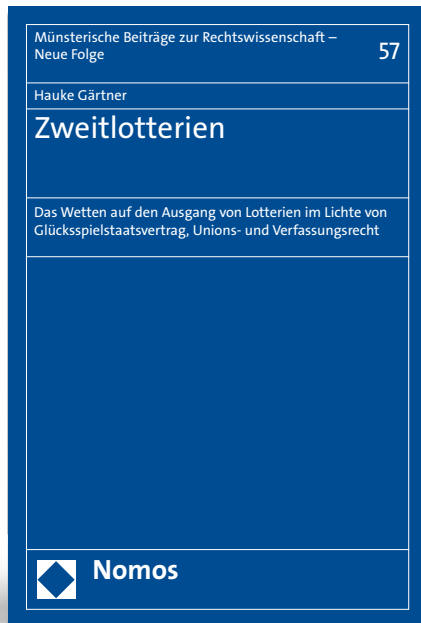 Münsterische Beiträge zur Rechtswissenschaft –
Neue Folge
57
Hauke Gärtner
Zweitlotterien
Das Wetten auf den Ausgang von Lotterien im Lichte von
Glücksspielstaatsvertrag, Unions- und Verfassungsrecht
Nomos